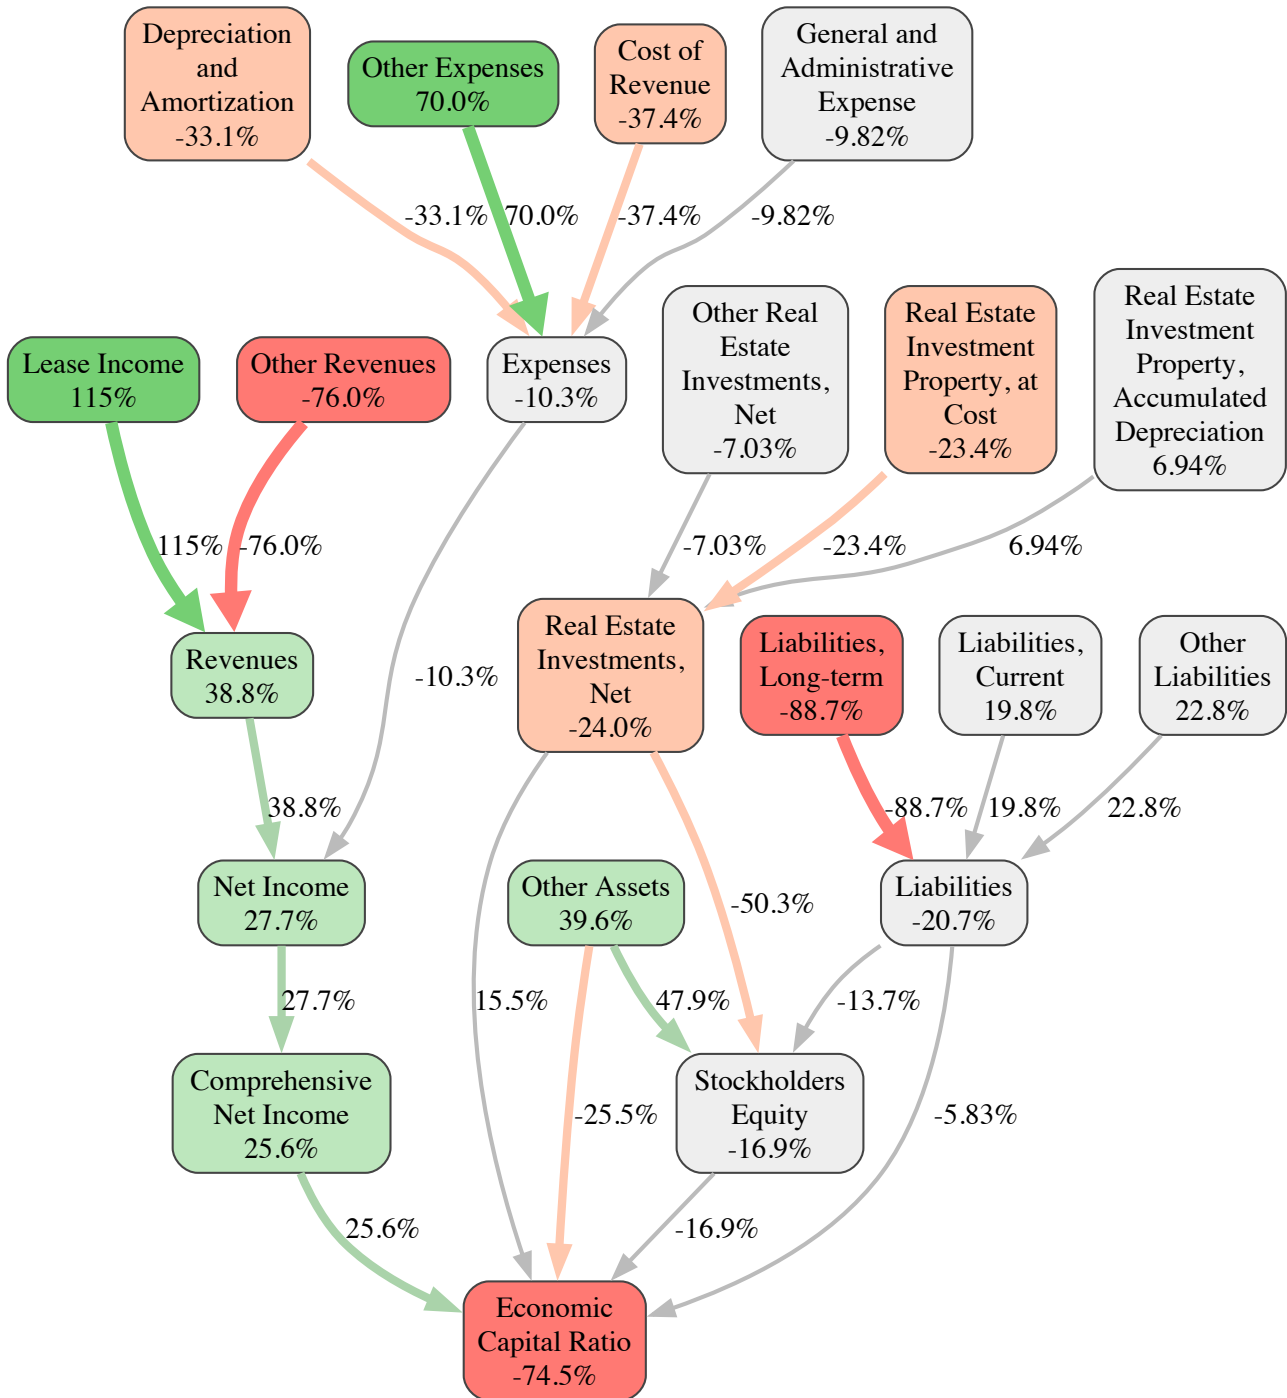 Depreciation
and
Amortization
-33.1%
Other Expenses
70.0%
Cost of
Revenue
-37.4%
General and
Administrative
Expense
-9.82%
-33.1%
70.0%
-37.4%
-9.82%
Lease Income
115%
Other Revenues
-76.0%
Expenses
-10.3%
Other Real
Estate
Investments,
Net
-7.03%
Real Estate
Investment
Property, at
Cost
-23.4%
Real Estate
Investment
Property,
Accumulated
Depreciation
6.94%
115%
-76.0%
-7.03%
-23.4%
6.94%
Revenues
38.8%
-10.3%
Real Estate
Investments,
Net
-24.0%
Liabilities,
Long-term
-88.7%
Liabilities,
Current
19.8%
Other
Liabilities
22.8%
38.8%
-88.7%
19.8%
22.8%
Net Income
27.7%
Other Assets
39.6%
-50.3%
Liabilities
-20.7%
27.7%
15.5%
47.9%
-13.7%
Comprehensive
Net Income
25.6%
-25.5%
Stockholders
Equity
-16.9%
-5.83%
25.6%
-16.9%
Economic
Capital Ratio
-74.5%